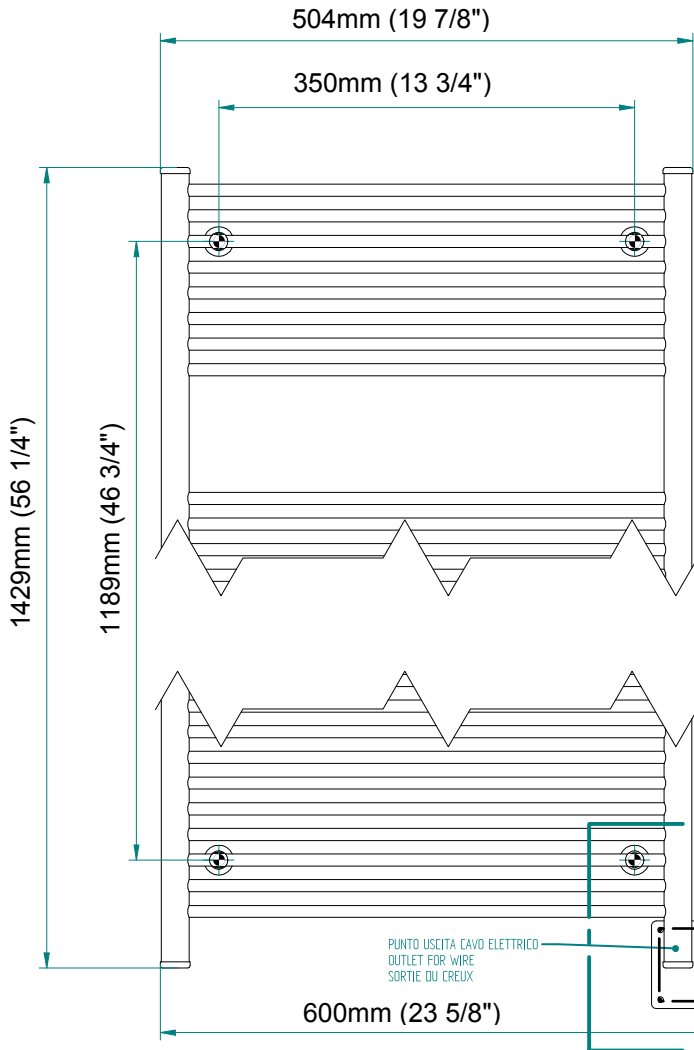 504mm (19 7/8")
350mm (13 3/4")
1429mm (56 1/4")
1189mm (46 3/4")
PUNTO USCITA CAVO ELETTRICO
OUTLET FOR WIRE
SORTIE DU CREUX
600mm (23 5/8")